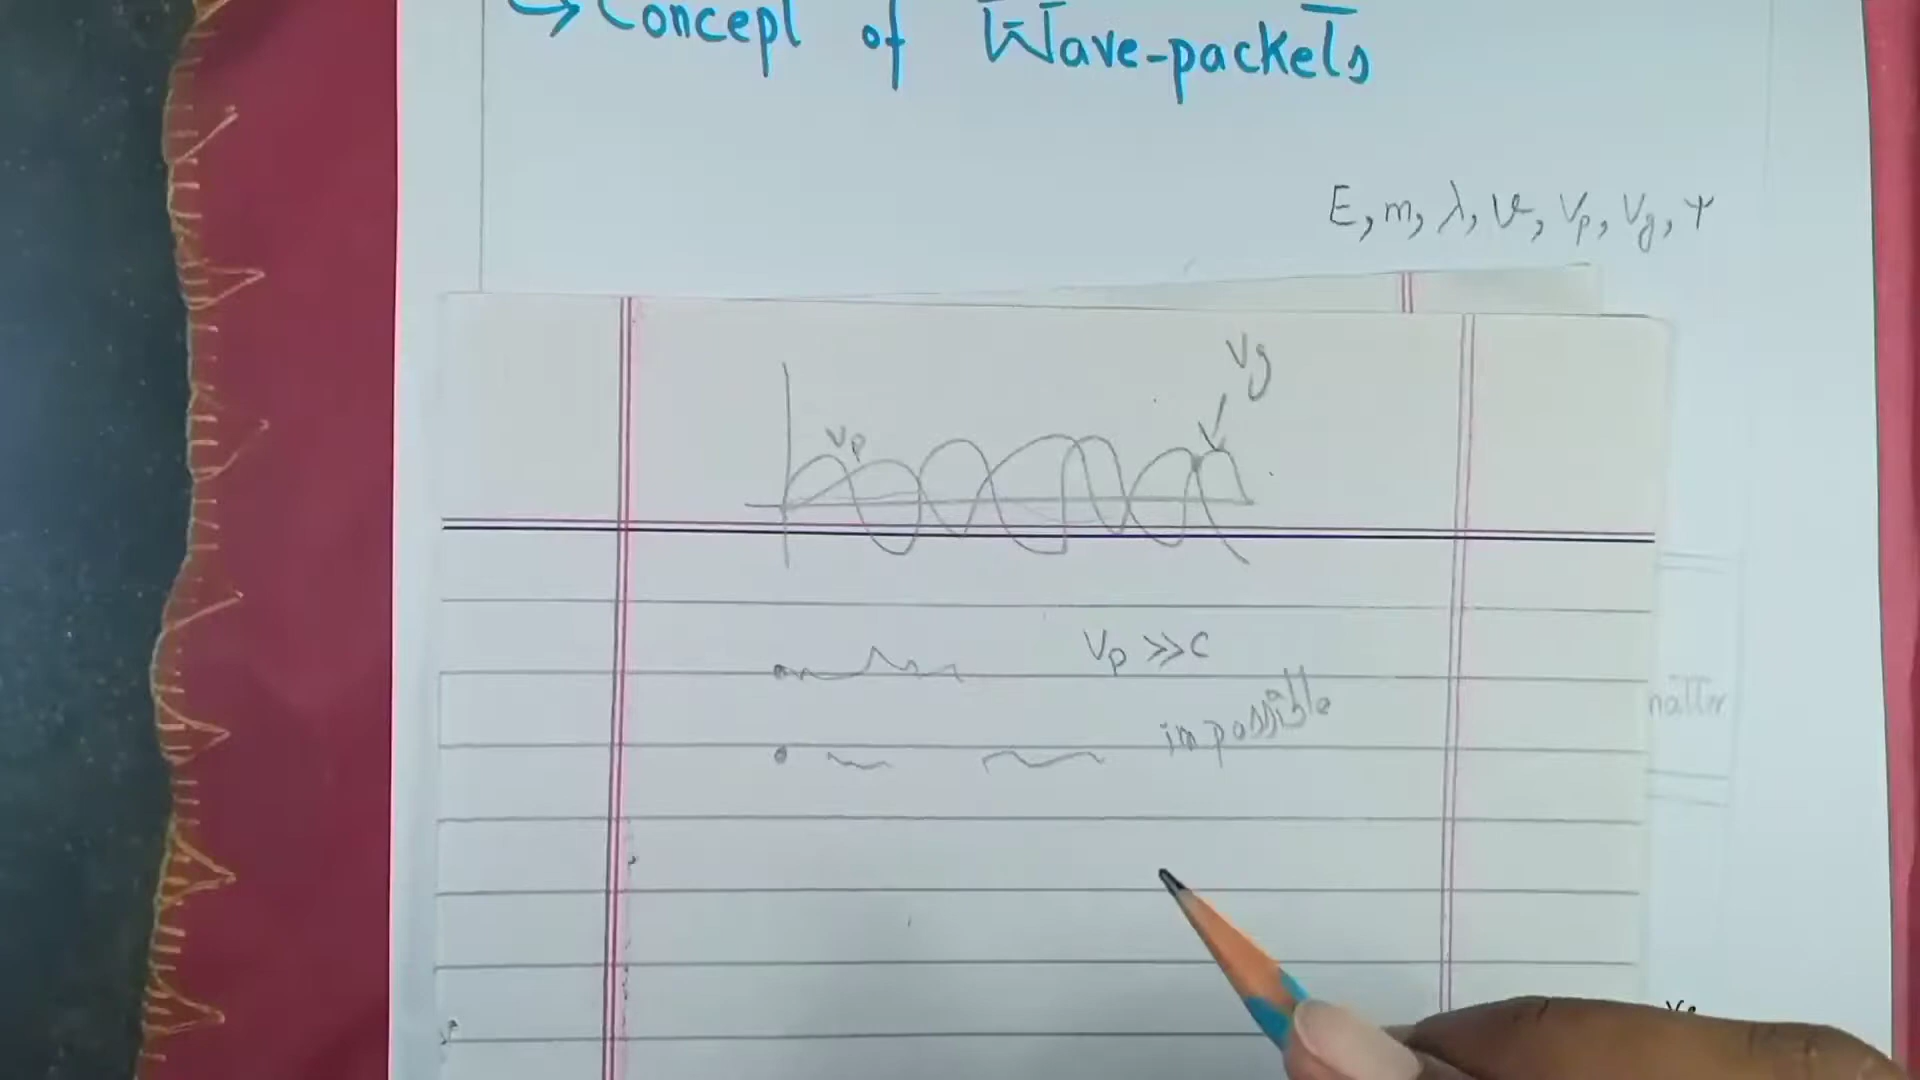 → Concept of Wave-packets
E, m, λ, ν, Vp, Vg, Ψ
Vg
Vp
Vp >> C
impossible